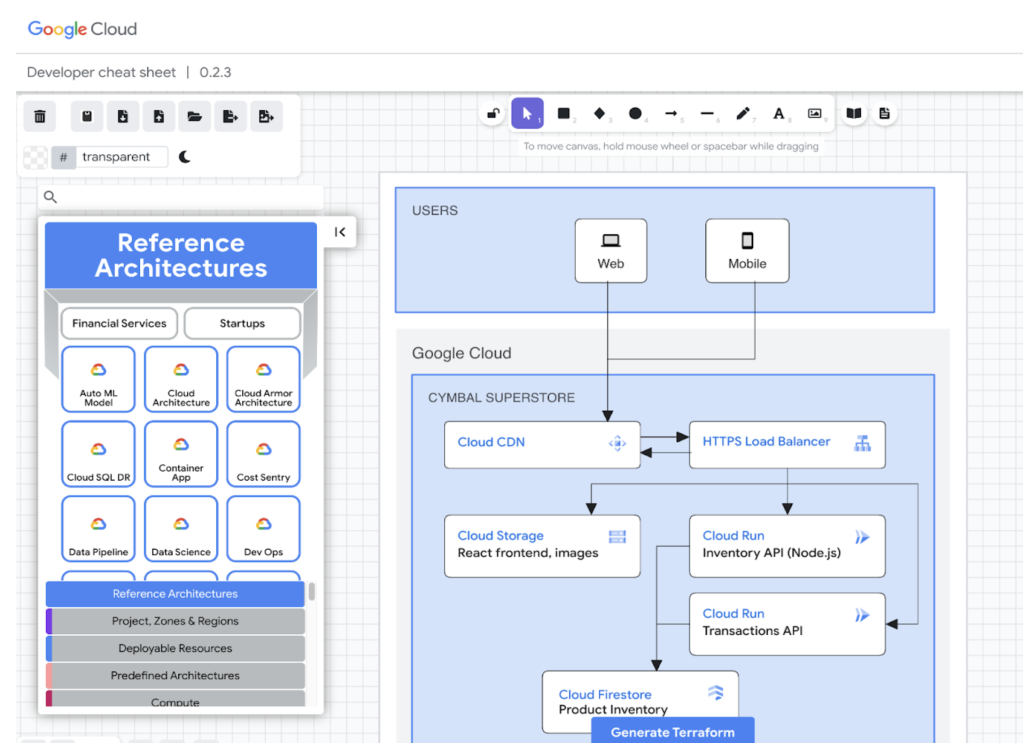 Google Cloud
Developer cheat sheet | 0.2.3
# transparent
1 2 3 4 5 6 7 A 8 9
To move canvas, hold mouse wheel or spacebar while dragging
Reference
Architectures
Financial Services
Startups
Auto ML
Model
Cloud
Architecture
Cloud Armor
Architecture
Cloud SQL DR
Container
App
Cost Sentry
Data Pipeline
Data Science
Dev Ops
Reference Architectures
Project, Zones & Regions
Deployable Resources
Predefined Architectures
Compute
USERS
Web
Mobile
Google Cloud
CYMBAL SUPERSTORE
Cloud CDN
HTTPS Load Balancer
Cloud Storage
React frontend, images
Cloud Run
Inventory API (Node.js)
Cloud Run
Transactions API
Cloud Firestore
Product Inventory
Generate Terraform